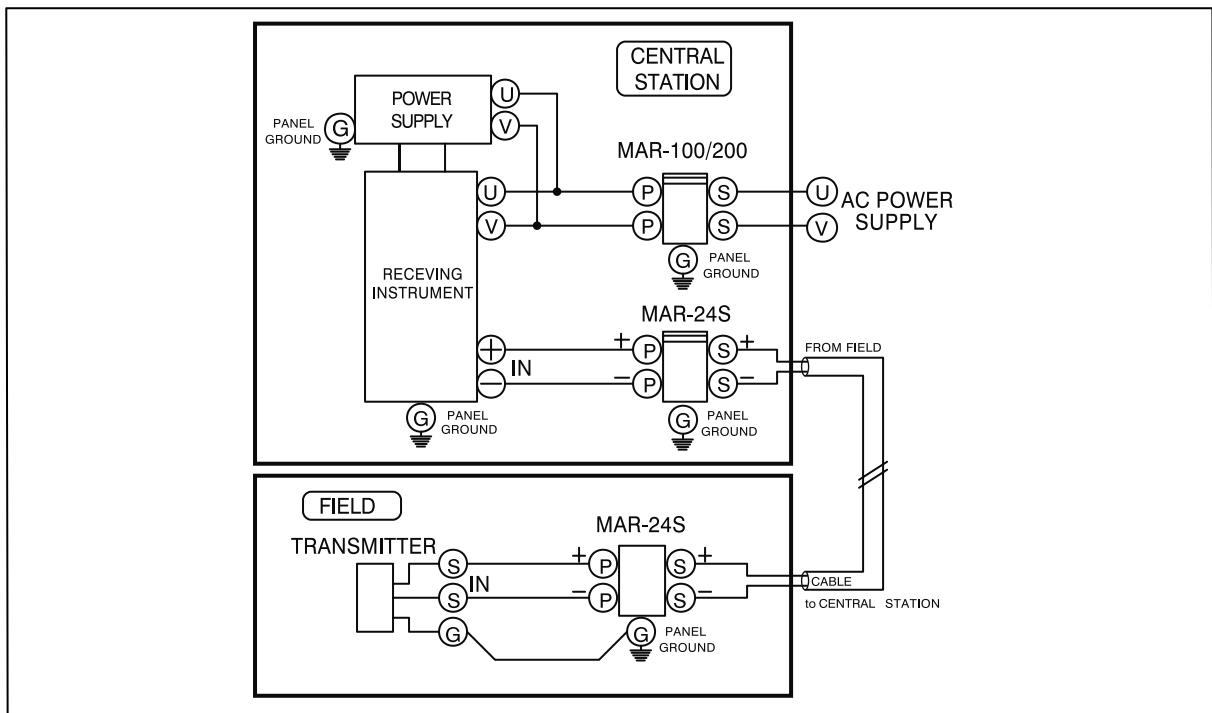 CENTRAL
STATION
POWER
SUPPLY
U
V
PANEL
GROUND
G
MAR-100/200
U
V
P
P
S
S
U
V
AC POWER
SUPPLY
G
PANEL
GROUND
RECEVING
INSTRUMENT
MAR-24S
+
−
IN
+
−
P
P
S
S
+
−
FROM FIELD
G
PANEL
GROUND
G
PANEL
GROUND
FIELD
MAR-24S
TRANSMITTER
S
S
G
IN
+
−
P
P
S
S
+
−
CABLE
to CENTRAL STATION
G
PANEL
GROUND